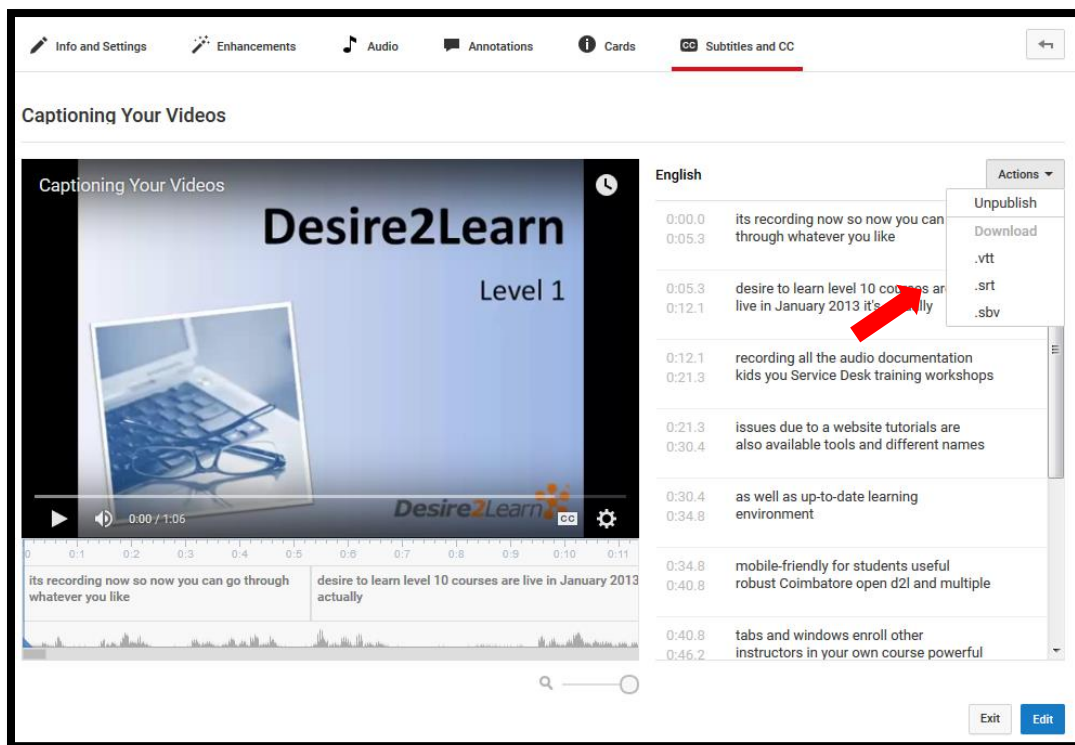 Info and Settings Enhancements Audio Annotations Cards CC Subtitles and CC
Captioning Your Videos
Captioning Your Videos
Desire2Learn
Level 1
Desire2Learn
0:00 / 1:06 CC
0 0:1 0:2 0:3 0:4 0:5 0:6 0:7 0:8 0:9 0:10 0:11
its recording now so now you can go through
whatever you like
desire to learn level 10 courses are live in January 2013
actually
English Actions
Unpublish
Download
.vtt
.srt
.sbv
0:00.0 its recording now so now you can
0:05.3 through whatever you like
0:05.3 desire to learn level 10 courses
0:12.1 live in January 2013
0:12.1 recording all the audio documentation
0:21.3 kids you Service Desk training workshops
0:21.3 issues due to a website tutorials are
0:30.4 also available tools and different names
0:30.4 as well as up-to-date learning
0:34.8 environment
0:34.8 mobile-friendly for students useful
0:40.8 robust Coimbatore open d2l and multiple
0:40.8 tabs and windows enroll other
0:46.2 instructors in your own course powerful
Exit Edit